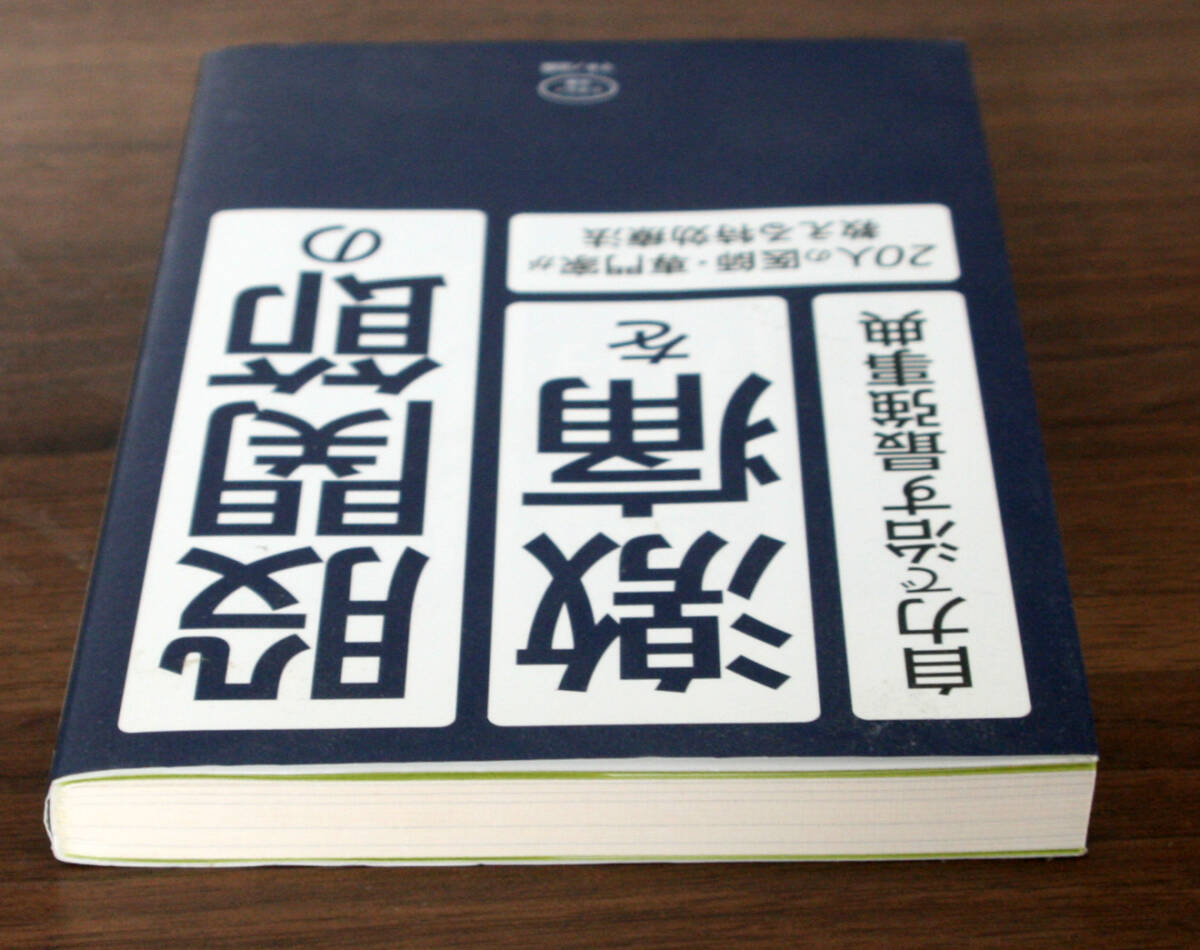 股関節の
激痛を
自力で治す最強事典
20人の医師・専門家が
教える特効療法